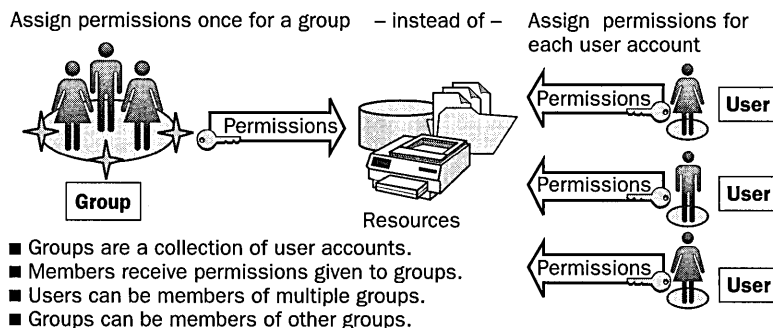 Assign permissions once for a group – instead of – Assign permissions for
each user account
Permissions
Group
Resources
Permissions
User
Permissions
User
Permissions
User
■ Groups are a collection of user accounts.
■ Members receive permissions given to groups.
■ Users can be members of multiple groups.
■ Groups can be members of other groups.